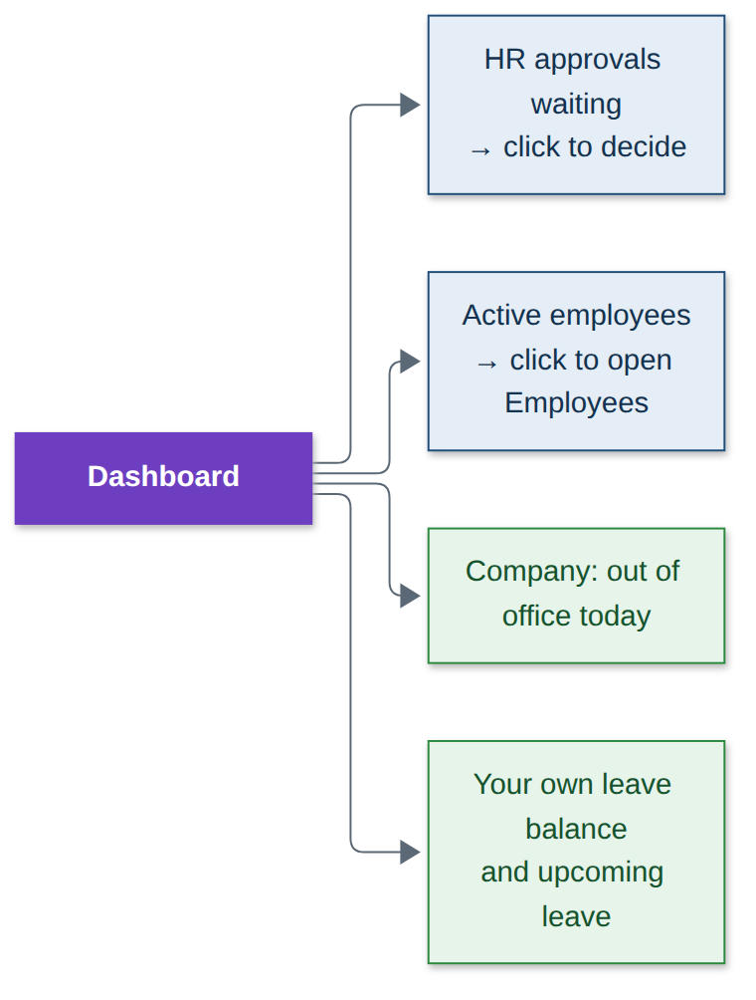 HR approvals
waiting
→ click to decide
Active employees
→ click to open
Employees
Dashboard
Company: out of
office today
Your own leave
balance
and upcoming
leave